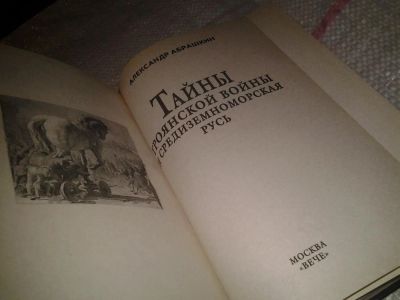 АЛЕКСАНДР АБРАШКИН
ТАЙНЫ
ТРОЯНСКОЙ ВОЙНЫ
СРЕДИЗЕМНОМОРСКАЯ
РУСЬ
МОСКВА
«ВЕЧЕ»